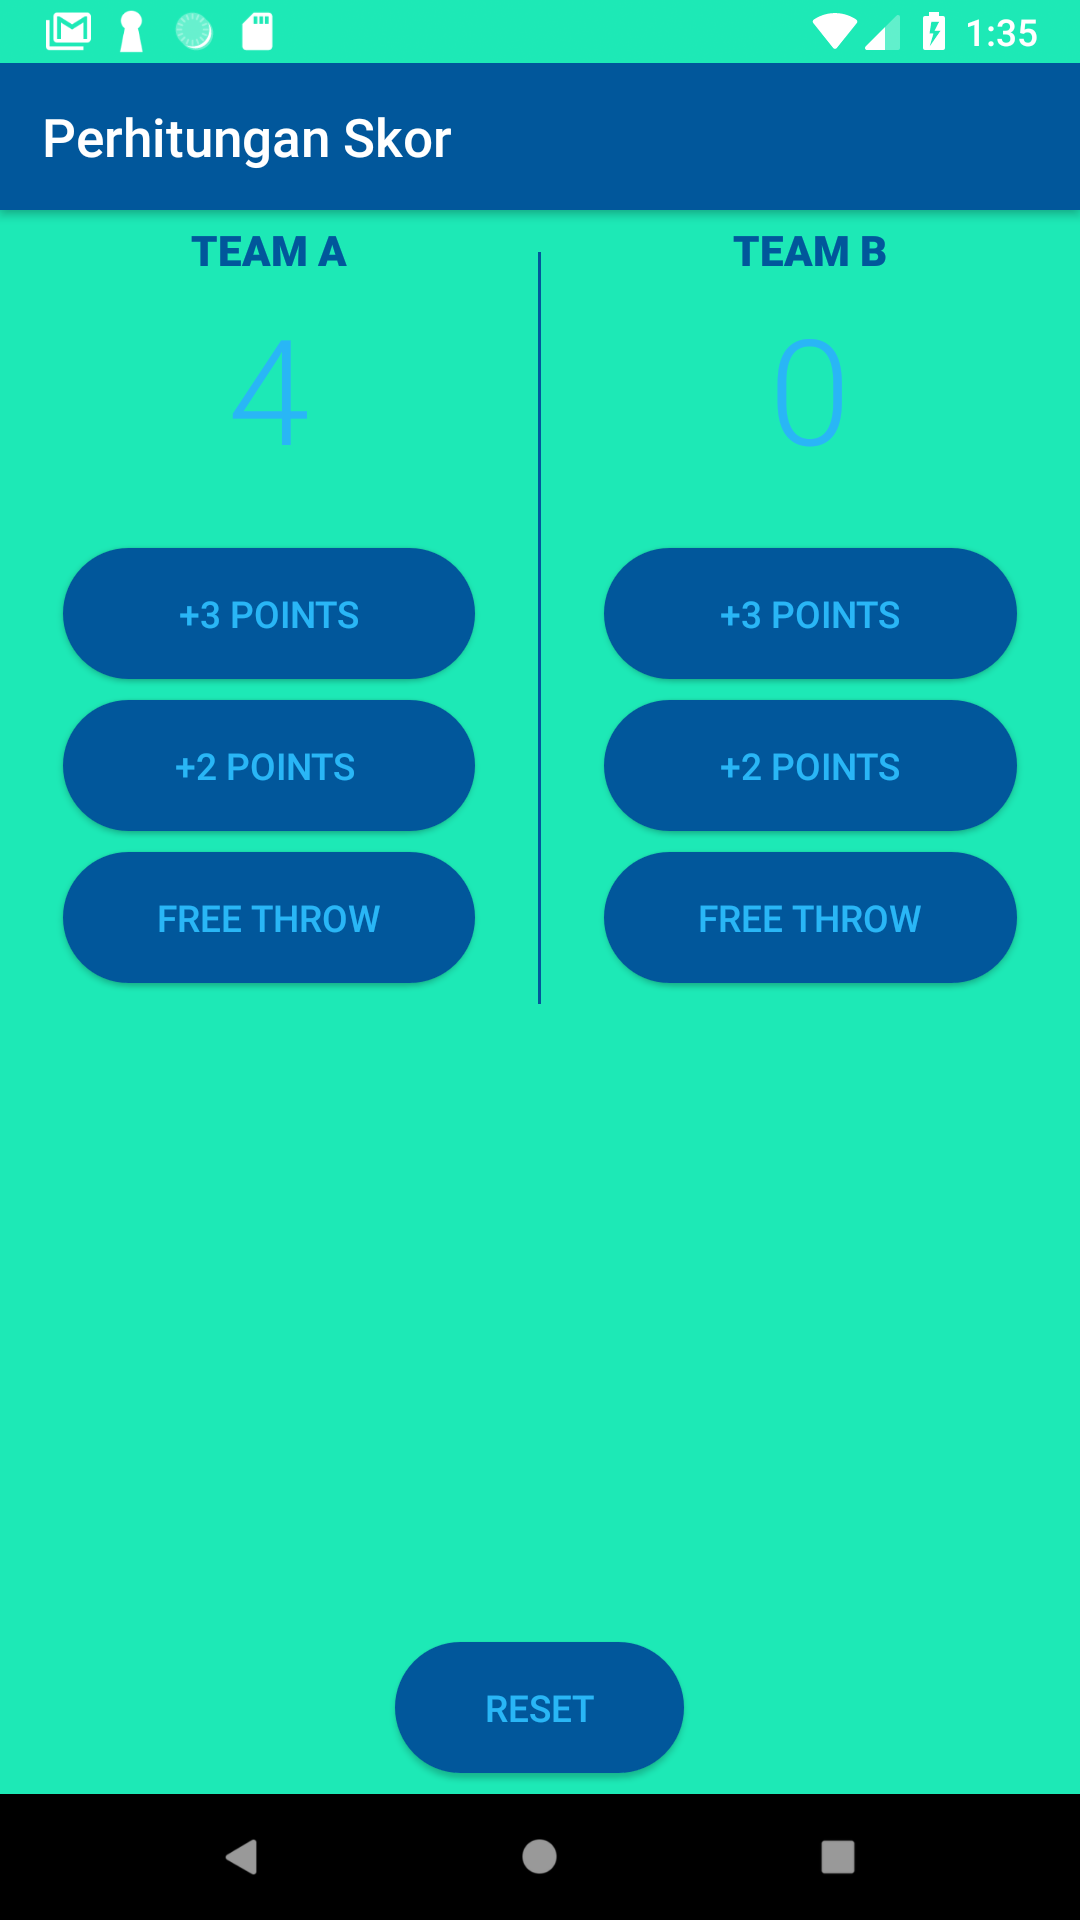 1:35
Perhitungan Skor
TEAM A
TEAM B
4
0
+3 POINTS
+3 POINTS
+2 POINTS
+2 POINTS
FREE THROW
FREE THROW
RESET